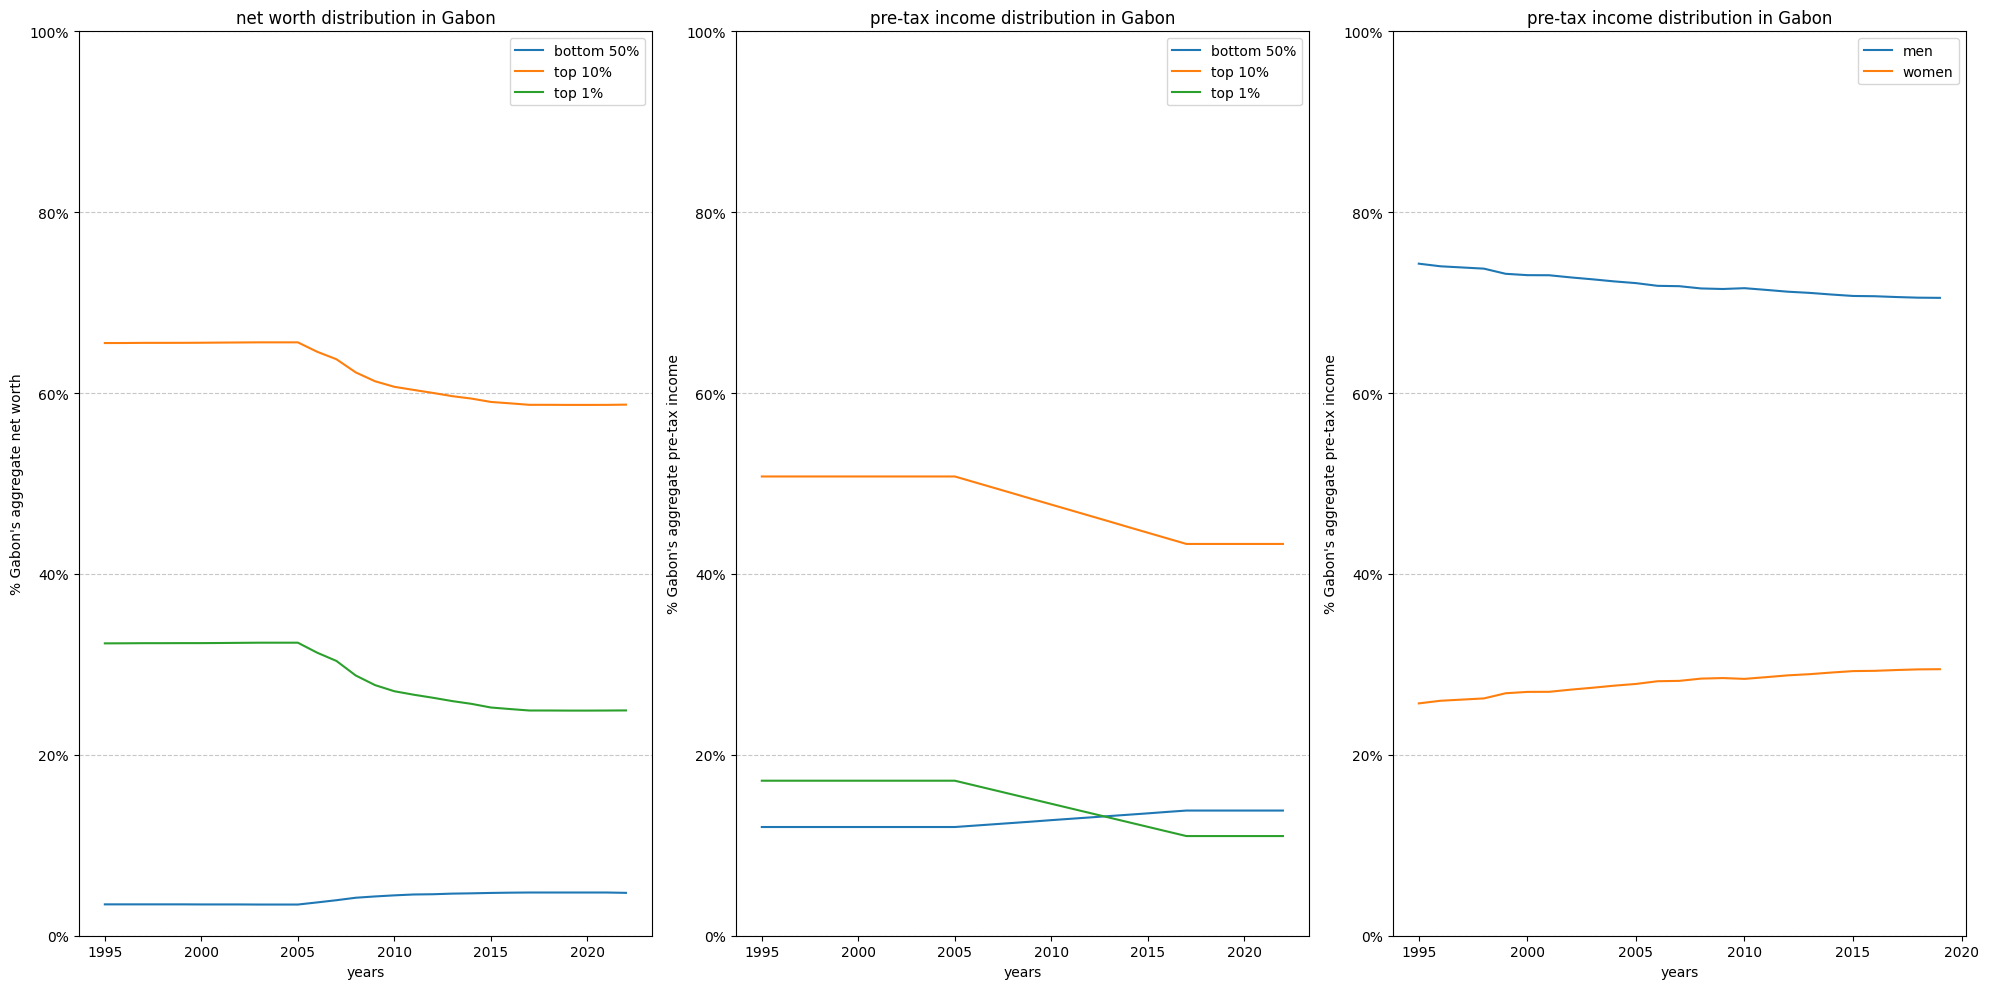 net worth distribution in Gabon
% Gabon's aggregate net worth
100%
80%
60%
40%
20%
0%
bottom 50%
top 10%
top 1%
1995
2000
2005
2010
2015
2020
years
pre-tax income distribution in Gabon
% Gabon's aggregate pre-tax income
100%
80%
60%
40%
20%
0%
bottom 50%
top 10%
top 1%
1995
2000
2005
2010
2015
2020
years
pre-tax income distribution in Gabon
% Gabon's aggregate pre-tax income
100%
80%
60%
40%
20%
0%
men
women
1995
2000
2005
2010
2015
2020
years